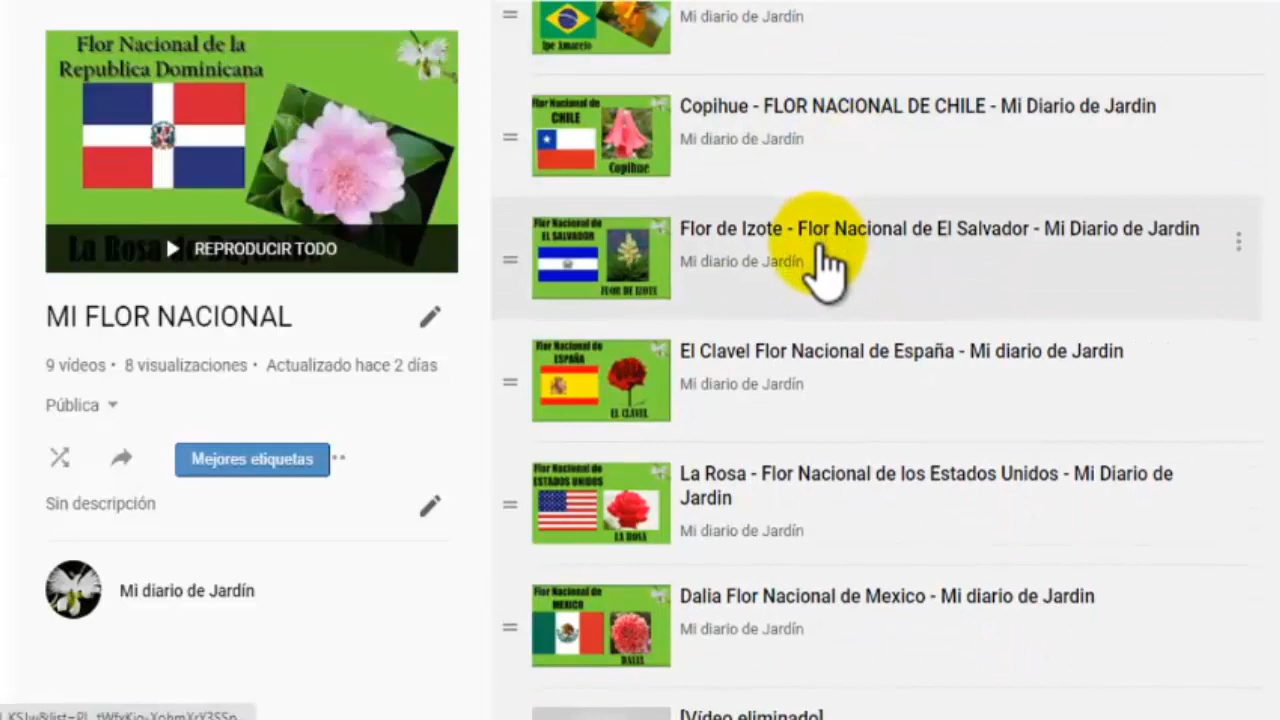 Flor Nacional de la
Republica Dominicana
REPRODUCIR TODO
MI FLOR NACIONAL
9 vídeos • 8 visualizaciones • Actualizado hace 2 días
Pública
Mejores etiquetas
Sin descripción
Mi diario de Jardín
Ipe Amarelo
Mi diario de Jardín
Flor Nacional de
CHILE
Copihue
Copihue - FLOR NACIONAL DE CHILE - Mi Diario de Jardin
Mi diario de Jardín
Flor Nacional de
EL SALVADOR
FLOR DE IZOTE
Flor de Izote - Flor Nacional de El Salvador - Mi Diario de Jardin
Mi diario de Jardín
Flor Nacional de
ESPAÑA
EL CLAVEL
El Clavel Flor Nacional de España - Mi diario de Jardin
Mi diario de Jardín
Flor Nacional de
ESTADOS UNIDOS
LA ROSA
La Rosa - Flor Nacional de los Estados Unidos - Mi Diario de
Jardin
Mi diario de Jardín
Flor Nacional de
MEXICO
DALIA
Dalia Flor Nacional de Mexico - Mi diario de Jardin
Mi diario de Jardín
[Vídeo eliminado]